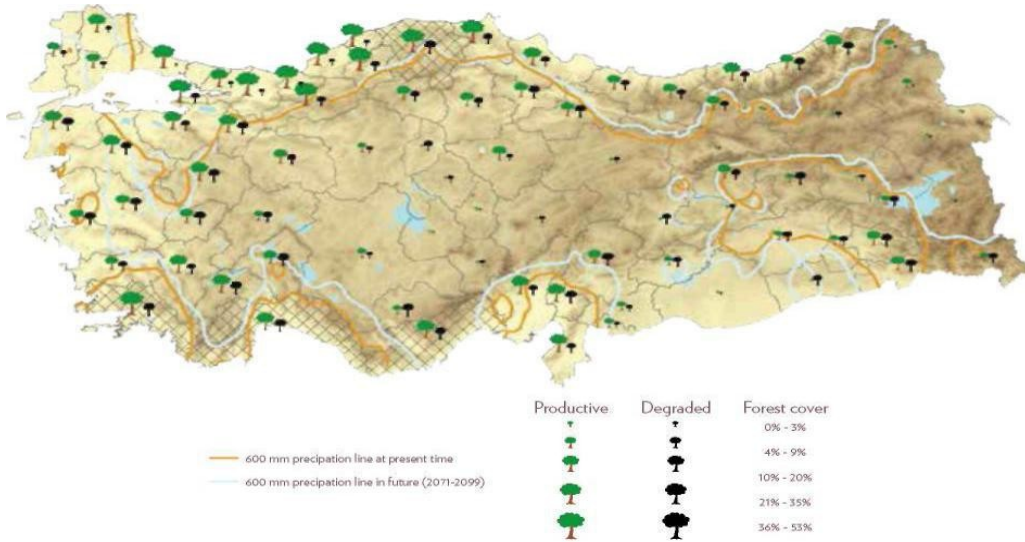 Productive Degraded Forest cover
0% - 3%
4% - 9%
10% - 20%
21% - 35%
36% - 53%
600 mm precipation line at present time
600 mm precipation line in future (2071-2099)